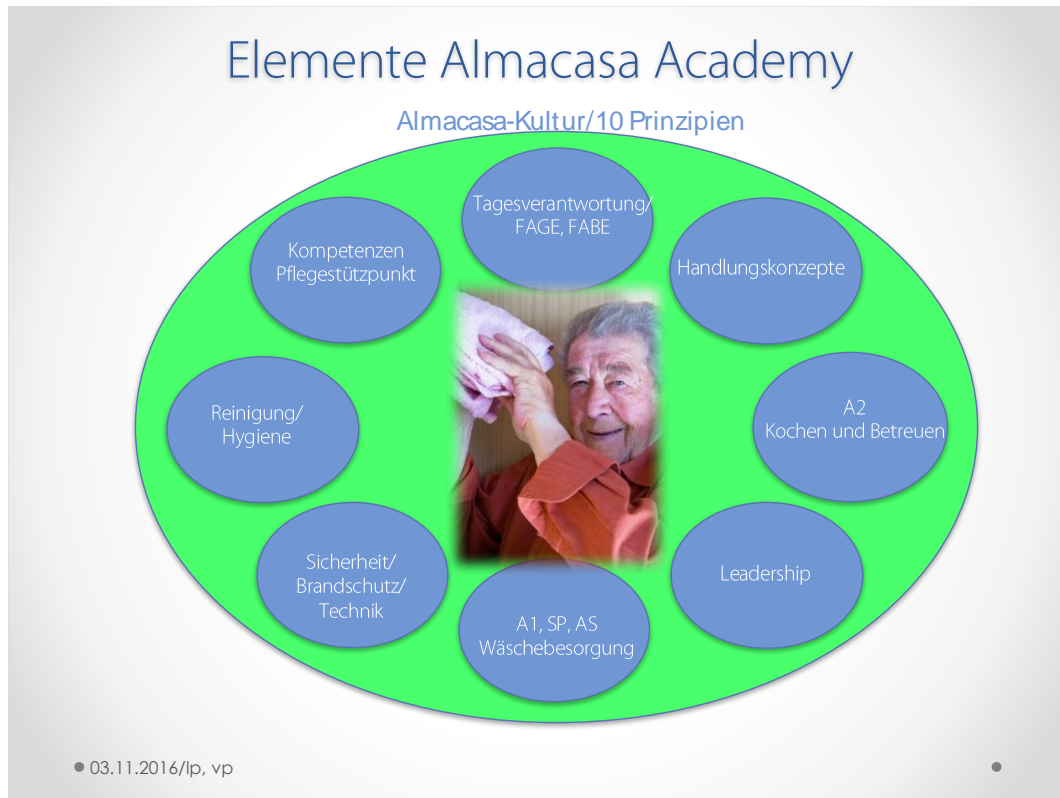 Elemente Almacasa Academy
Almacasa-Kultur/10 Prinzipien
Tagesverantwortung/
FAGE, FABE
Kompetenzen
Pflegestützpunkt
Handlungskonzepte
Reinigung/
Hygiene
A2
Kochen und Betreuen
Sicherheit/
Brandschutz/
Technik
Leadership
A1, SP, AS
Wäschebesorgung
03.11.2016/lp, vp